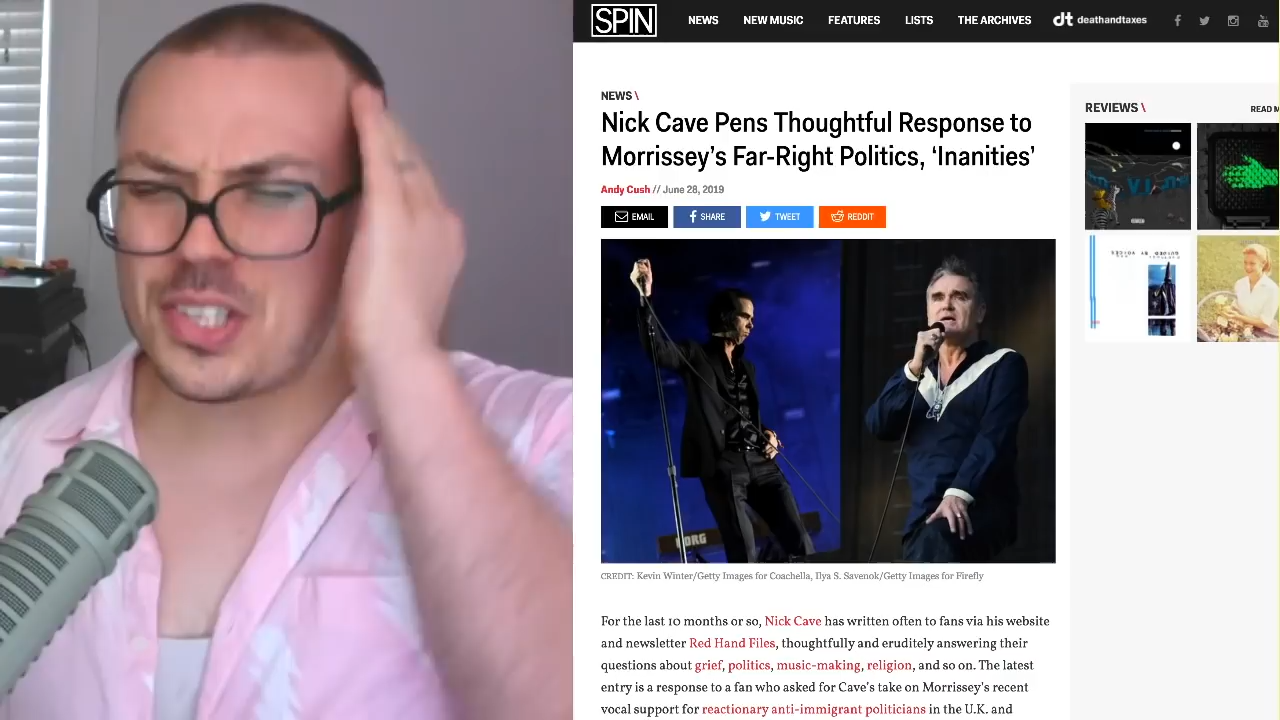 SPIN
NEWS NEW MUSIC FEATURES LISTS THE ARCHIVES dt deathandtaxes
NEWS \
Nick Cave Pens Thoughtful Response to
Morrissey's Far-Right Politics, ‘Inanities’
Andy Cush // June 28, 2019
EMAIL SHARE TWEET REDDIT
KORG
CREDIT: Kevin Winter/Getty Images for Coachella, Ilya S. Savenok/Getty Images for Firefly
For the last 10 months or so, Nick Cave has written often to fans via his website
and newsletter Red Hand Files, thoughtfully and eruditely answering their
questions about grief, politics, music-making, religion, and so on. The latest
entry is a response to a fan who asked for Cave's take on Morrissey's recent
vocal support for reactionary anti-immigrant politicians in the U.K. and
REVIEWS \
READ M